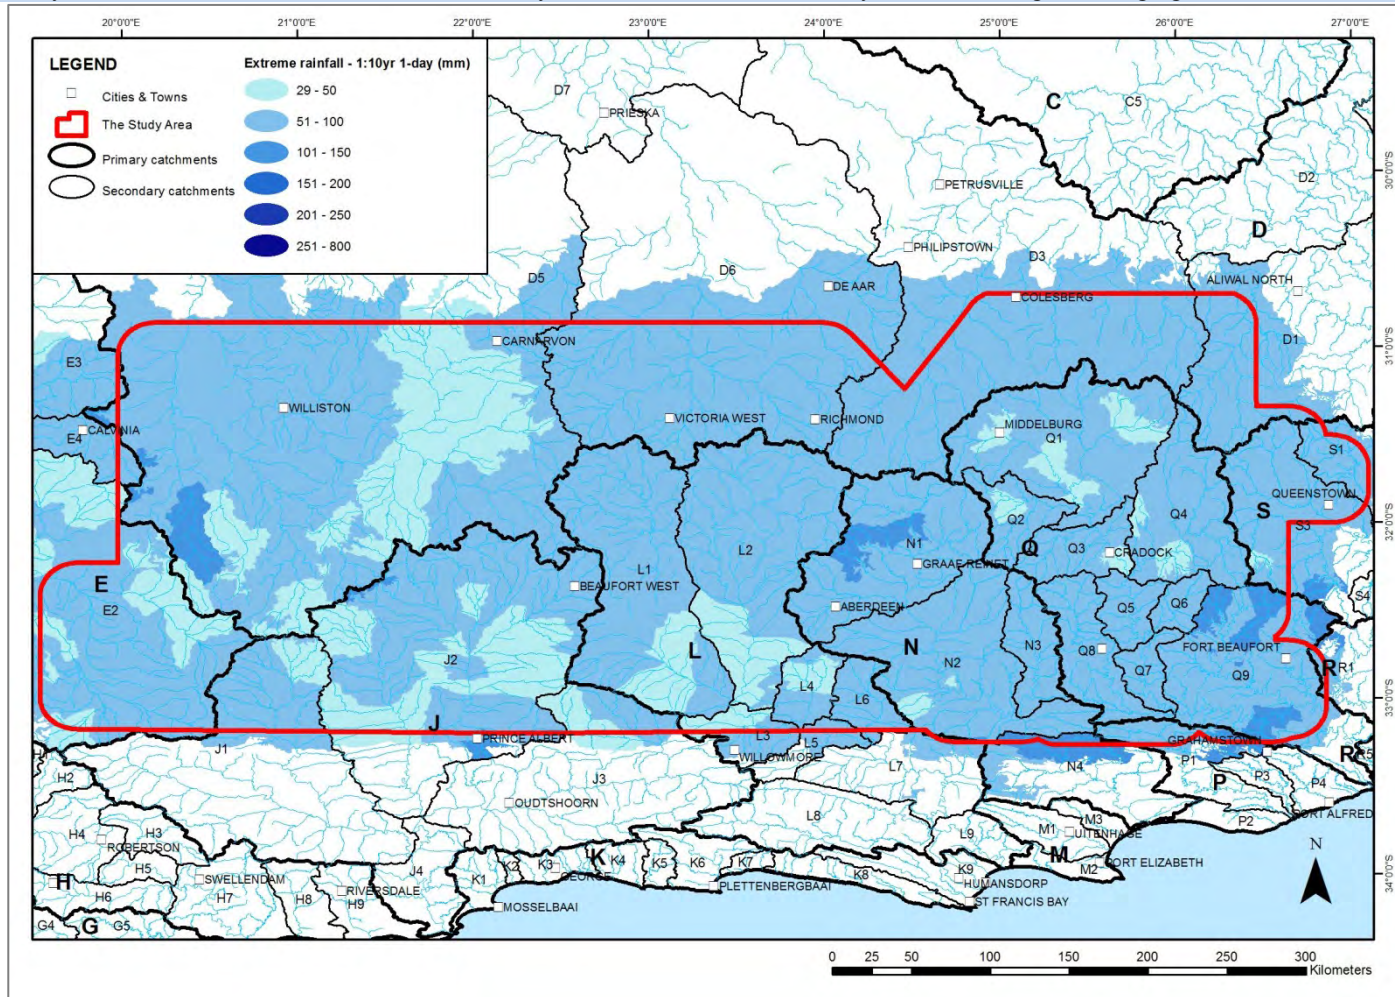 20°0'0"E 21°0'0"E 22°0'0"E 23°0'0"E 24°0'0"E 25°0'0"E 26°0'0"E 27°0'0"E
LEGEND
Cities & Towns
The Study Area
Primary catchments
Secondary catchments
Extreme rainfall - 1:10yr 1-day (mm)
29 - 50
51 - 100
101 - 150
151 - 200
201 - 250
251 - 800
D7
PRIESKA
C
C5
30°0'0"S
D2
PETRUSVILLE
D
PHILIPSTOWN
D3
D5
D6
DE AAR
ALIWAL NORTH
COLESBERG
CARNARVON
D1
31°0'0"S
E3
WILLISTON
VICTORIA WEST
RICHMOND
MIDDELBURG
Q1
E4
CALVINIA
S1
QUEENSTOWN
S
S3
32°0'0"S
Q2
Q4
Q
Q3
CRADOCK
N1
GRAAF REINET
L2
L1
BEAUFORT WEST
E
E2
ABERDEEN
Q5
Q6
S4
FORT BEAUFORT
N
N2
N3
Q8
Q7
Q9
R
R1
L
J2
L4
L6
33°0'0"S
J
J1
PRINCE ALBERT
L3
L5
WILLOWMORE
GRAHAMSTOWN
L7
N4
P1
P
P3
P4
R
R5
PORT ALFRED
P2
H2
J3
OUDTSHOORN
L8
H4
H3
ROBERTSON
H5
M1
M3
UITENHAGE
M
M2
PORT ELIZABETH
L9
34°0'0"S
H
H6
SWELLENDAM
H7
H8
RIVERSDALE
H9
J4
K1
K2
K3
GEORGE
K
K4
K5
K6
K7
K8
K9
HUMANSDORP
PLETTENBERGBAAI
ST FRANCIS BAY
MOSSELBAAI
G4
G
G5
N
0 25 50 100 150 200 250 300
Kilometers